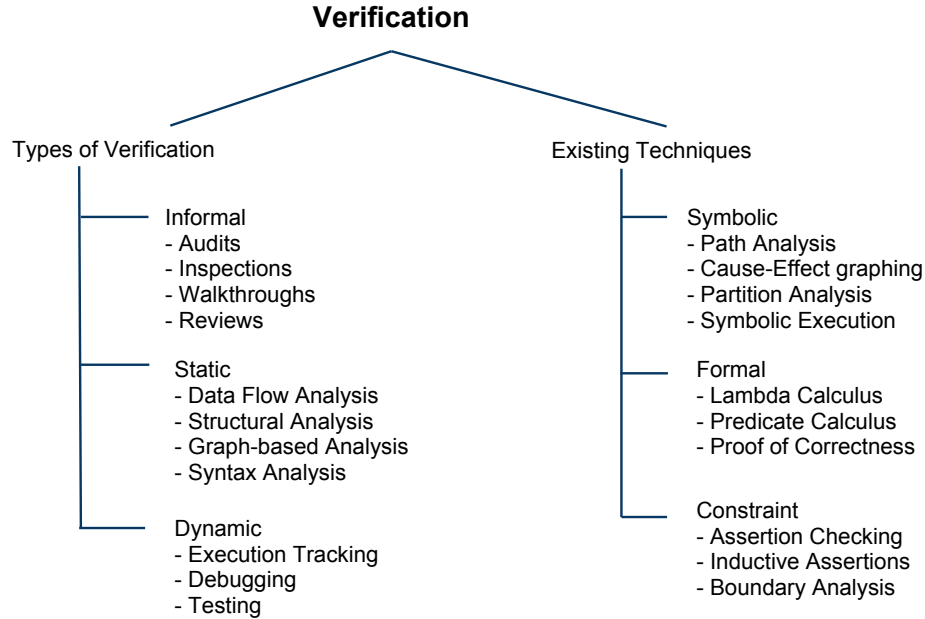 Verification
Types of Verification
Informal
- Audits
- Inspections
- Walkthroughs
- Reviews
Static
- Data Flow Analysis
- Structural Analysis
- Graph-based Analysis
- Syntax Analysis
Dynamic
- Execution Tracking
- Debugging
- Testing
Existing Techniques
Symbolic
- Path Analysis
- Cause-Effect graphing
- Partition Analysis
- Symbolic Execution
Formal
- Lambda Calculus
- Predicate Calculus
- Proof of Correctness
Constraint
- Assertion Checking
- Inductive Assertions
- Boundary Analysis